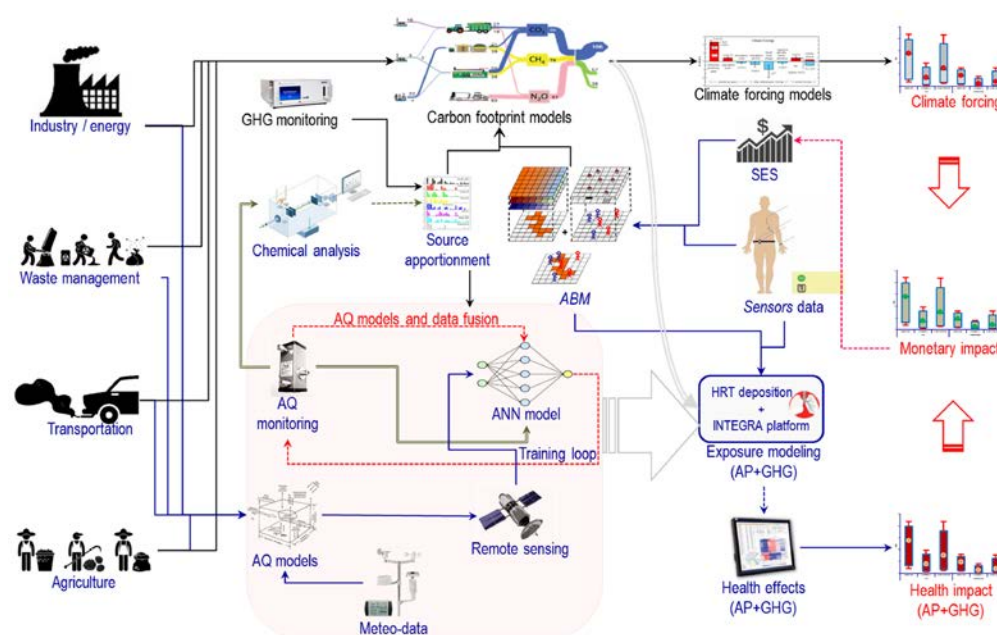 CO₂
CH₄
N₂O
Industry / energy
GHG monitoring
Carbon footprint models
Climate forcing models
Climate forcing
$
SES
Chemical analysis
Source
apportionment
Waste management
ABM
Sensors data
Monetary impact
AQ models and data fusion
AQ
monitoring
ANN model
Training loop
HRT deposition
+
INTEGRA platform
Exposure modeling
(AP+GHG)
Transportation
AQ models
Remote sensing
Meteo-data
Agriculture
Health effects
(AP+GHG)
Health impact
(AP+GHG)